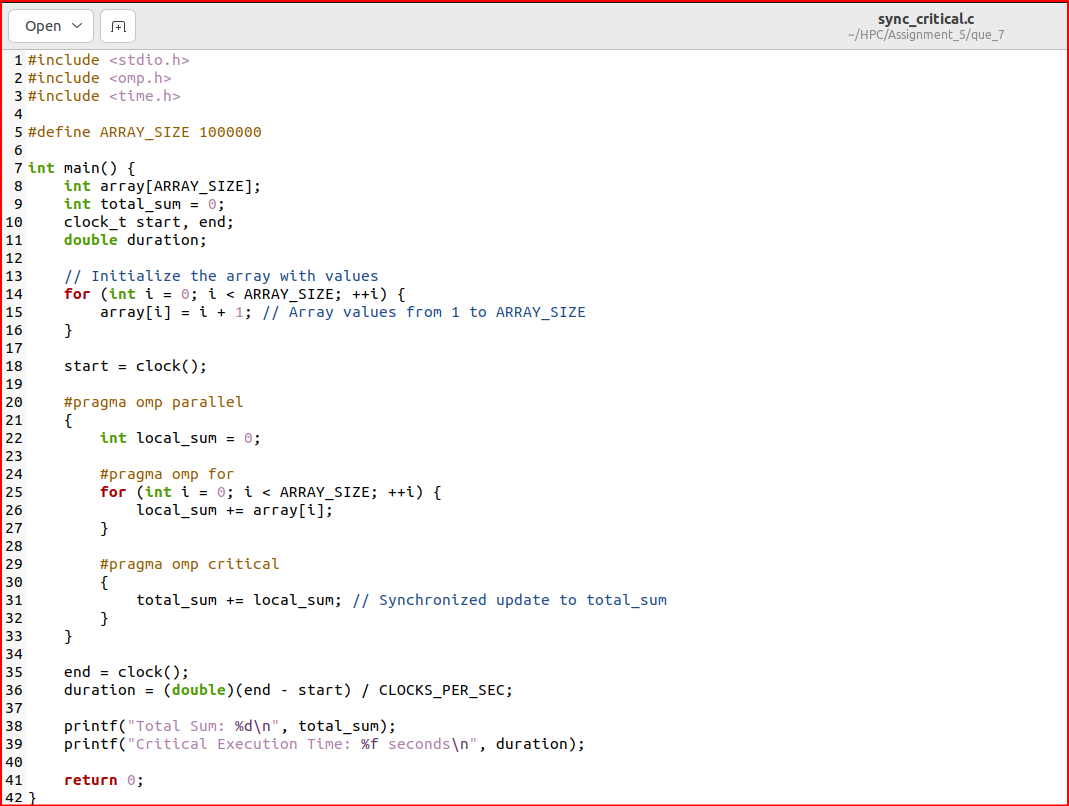 Open
sync_critical.c
~/HPC/Assignment_5/que_7
1 #include <stdio.h>
2 #include <omp.h>
3 #include <time.h>
4
5 #define ARRAY_SIZE 1000000
6
7 int main() {
8     int array[ARRAY_SIZE];
9     int total_sum = 0;
10     clock_t start, end;
11     double duration;
12
13     // Initialize the array with values
14     for (int i = 0; i < ARRAY_SIZE; ++i) {
15         array[i] = i + 1; // Array values from 1 to ARRAY_SIZE
16     }
17
18     start = clock();
19
20     #pragma omp parallel
21     {
22         int local_sum = 0;
23
24         #pragma omp for
25         for (int i = 0; i < ARRAY_SIZE; ++i) {
26             local_sum += array[i];
27         }
28
29         #pragma omp critical
30         {
31             total_sum += local_sum; // Synchronized update to total_sum
32         }
33     }
34
35     end = clock();
36     duration = (double)(end - start) / CLOCKS_PER_SEC;
37
38     printf("Total Sum: %d\n", total_sum);
39     printf("Critical Execution Time: %f seconds\n", duration);
40
41     return 0;
42 }